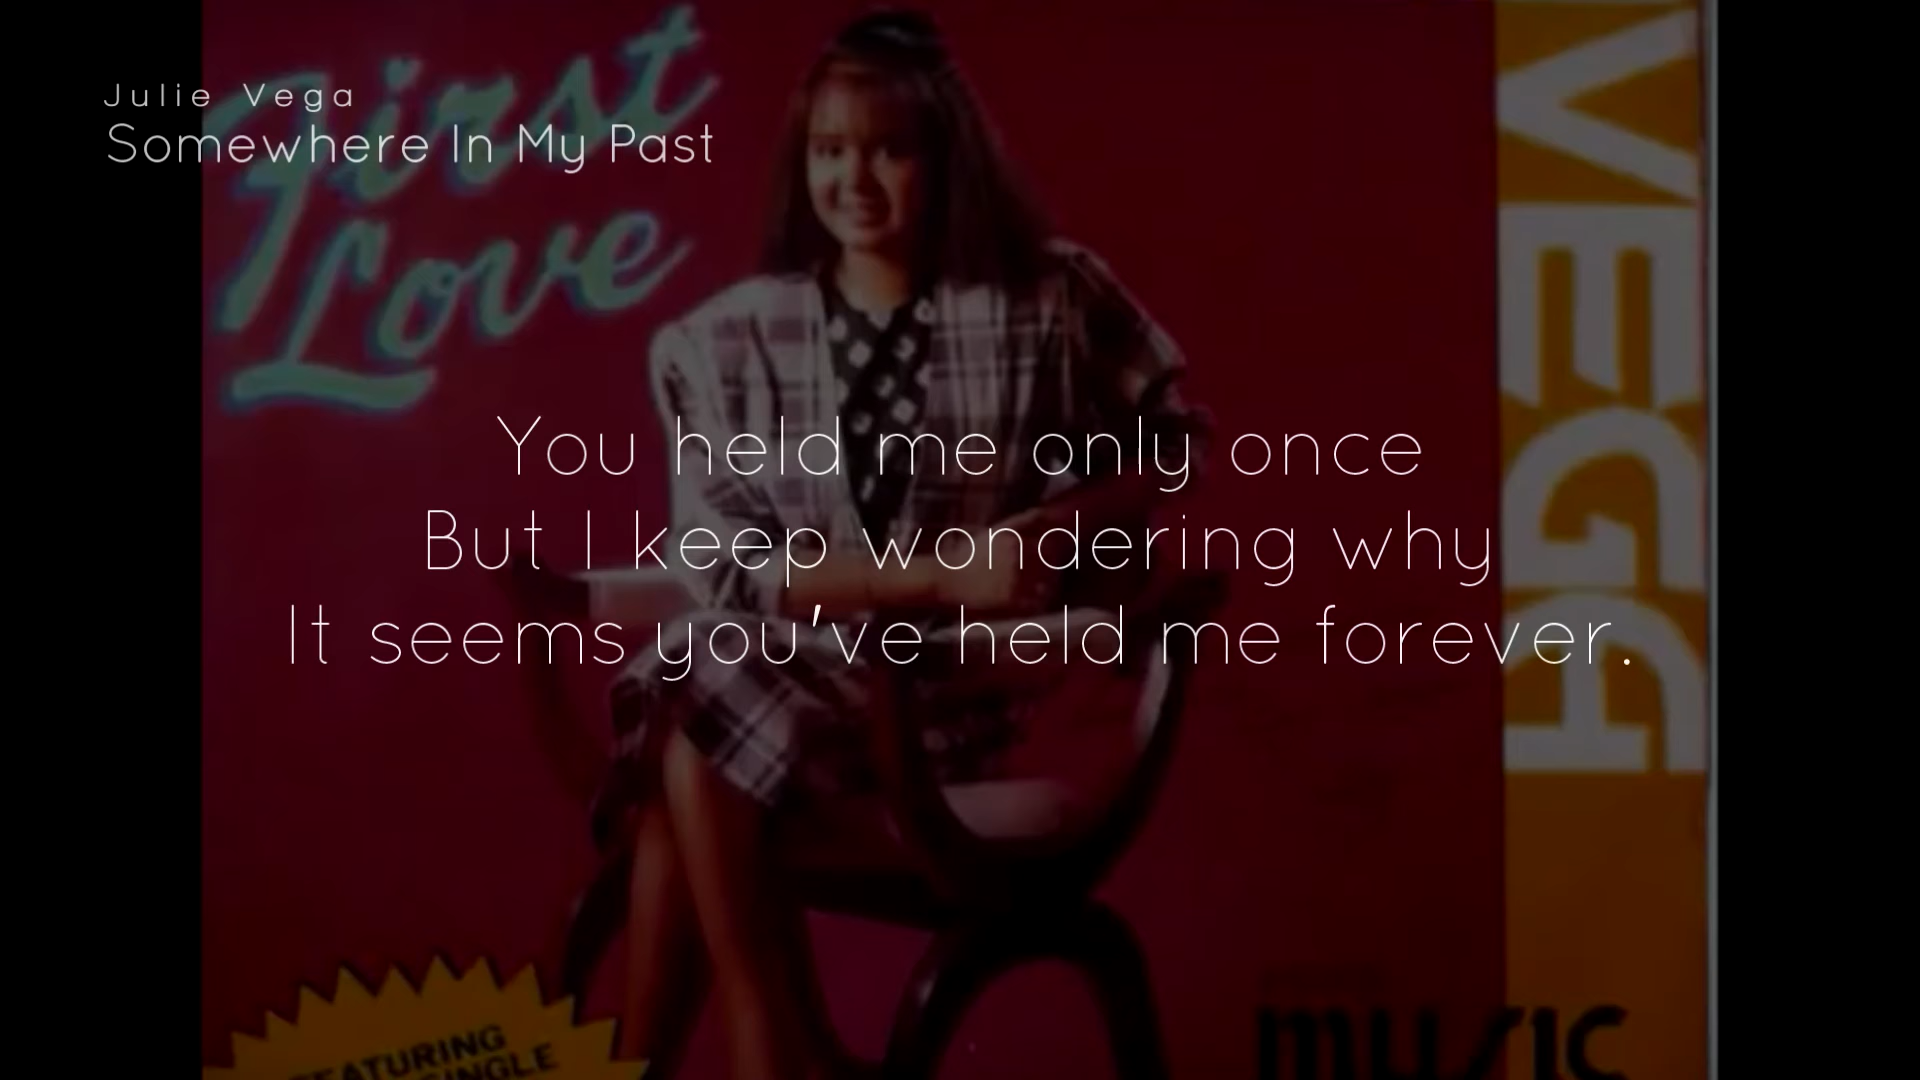 Julie Vega
Somewhere In My Past
First
Love
VEGA
You held me only once
But I keep wondering why
It seems you've held me forever.
FEATURING
SINGLE
music